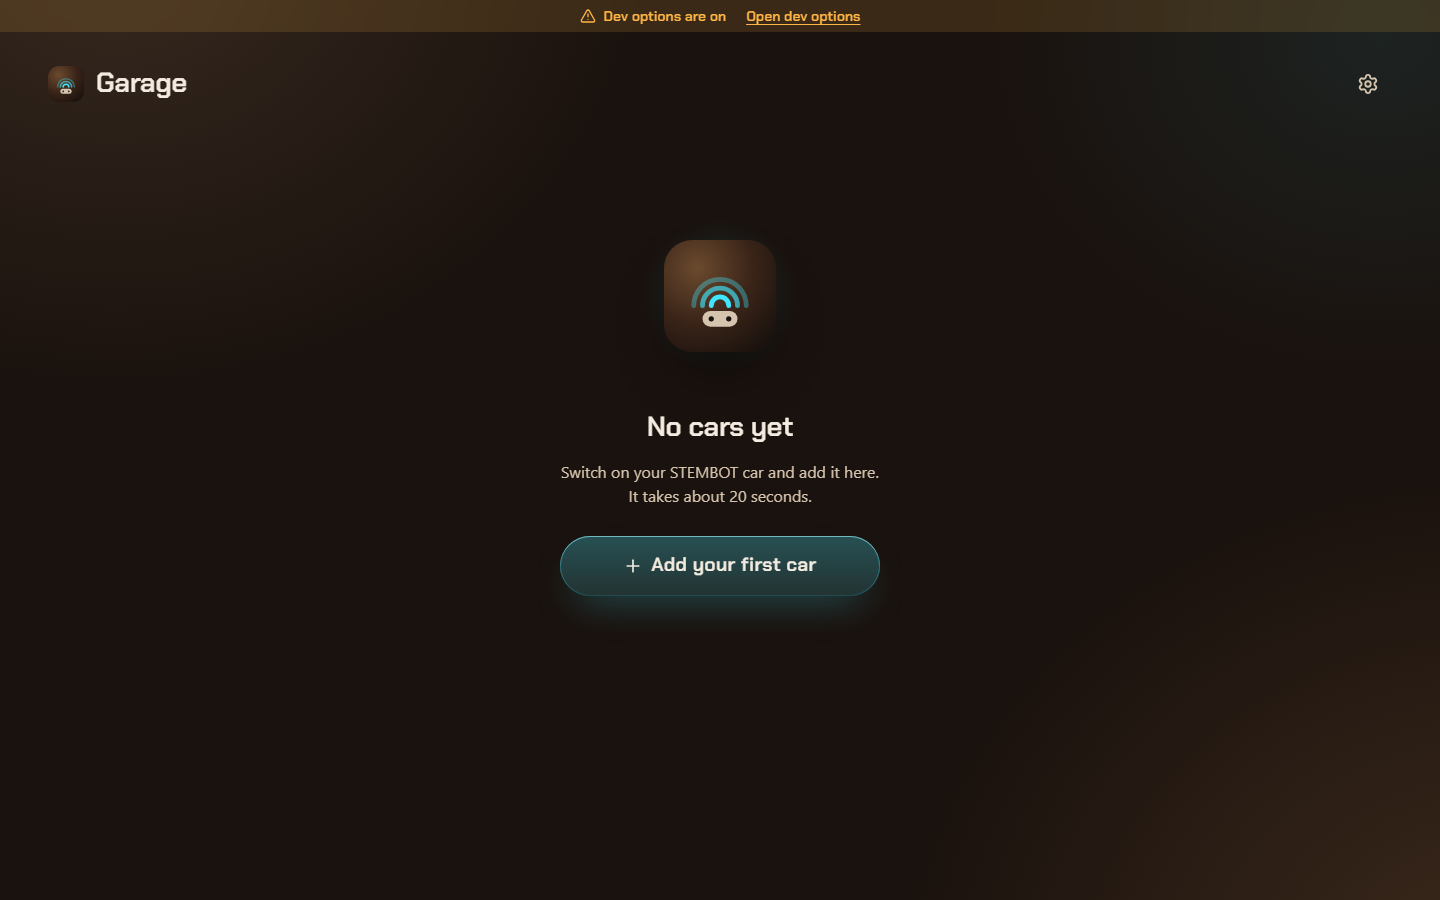 Dev options are on Open dev options
Garage
No cars yet
Switch on your STEMBOT car and add it here.
It takes about 20 seconds.
Add your first car